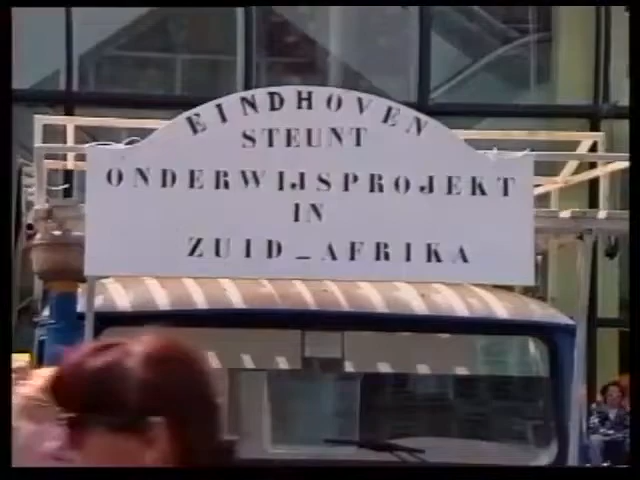 EINDHOVEN
STEUNT
ONDERWIJSPROJEKT
IN
ZUID_AFRIKA